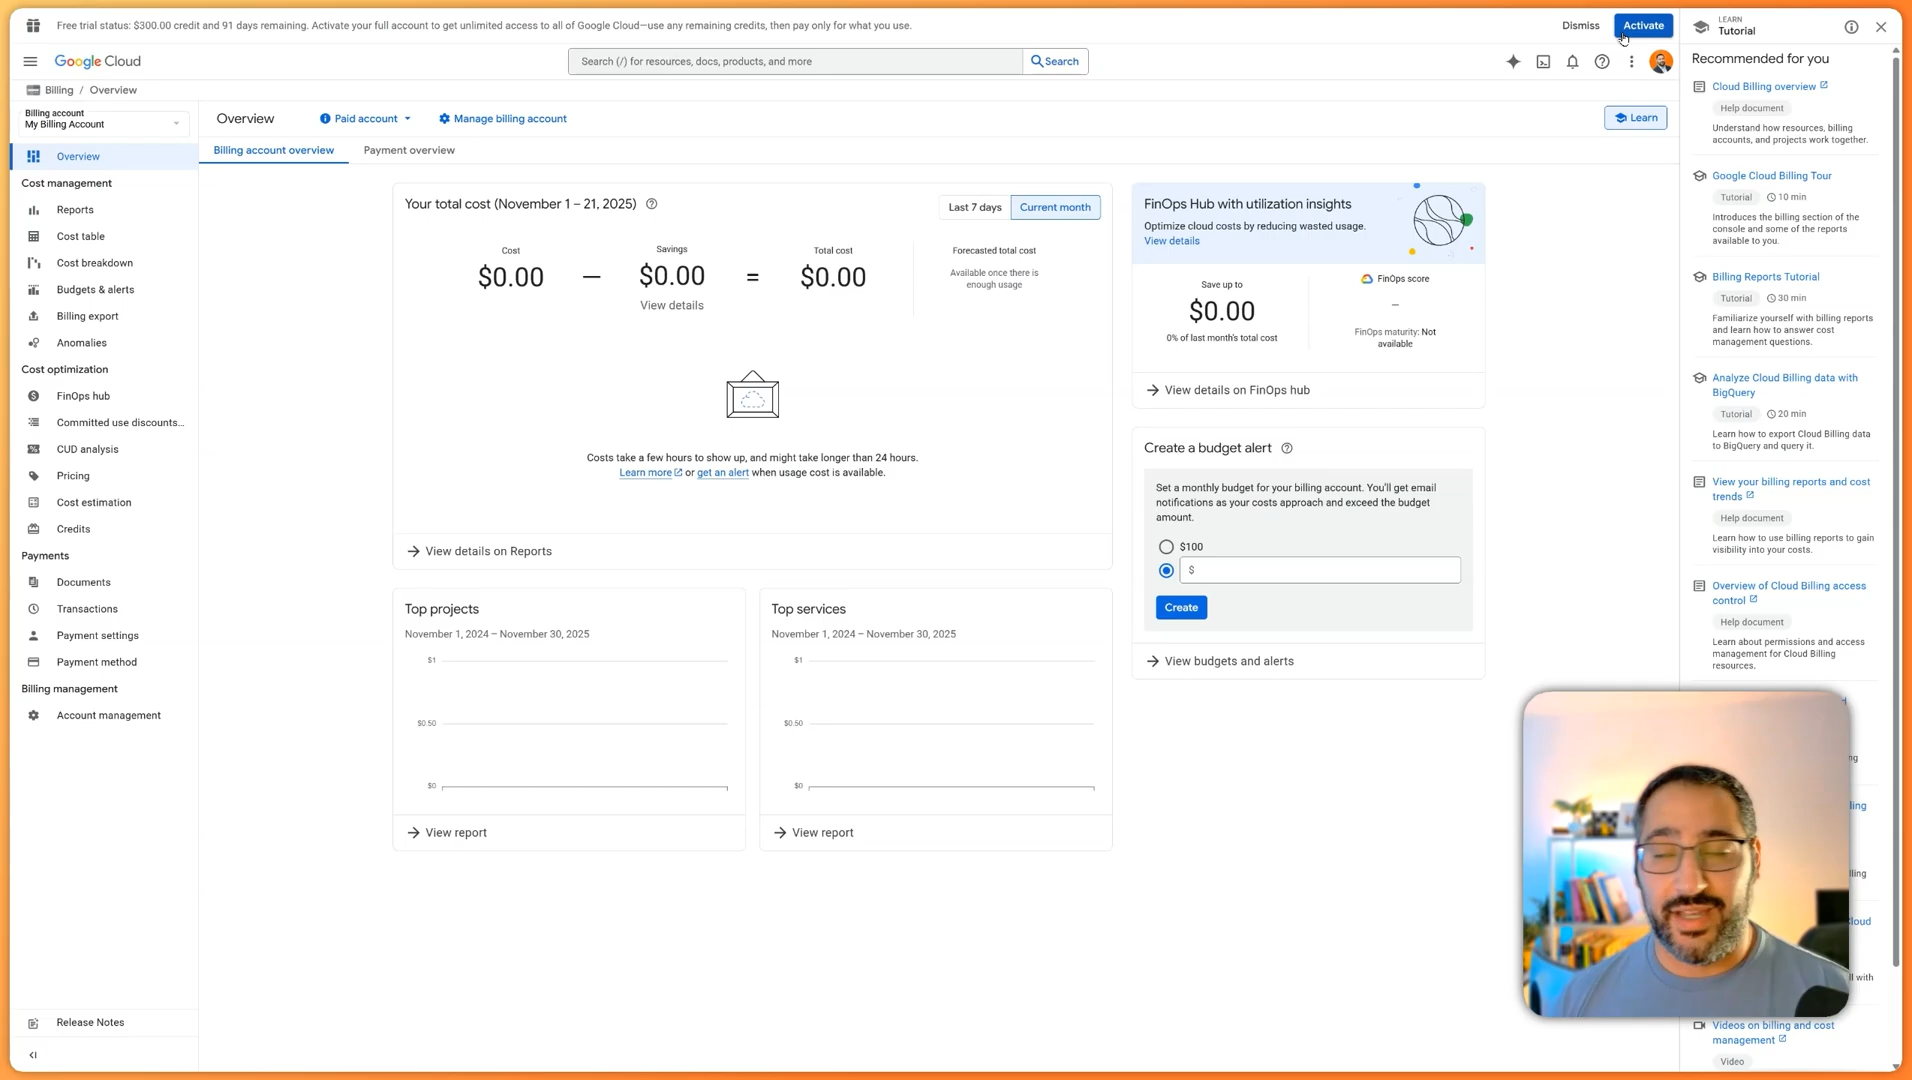 Free trial status: $300.00 credit and 91 days remaining. Activate your full account to get unlimited access to all of Google Cloud—use any remaining credits, then pay only for what you use.
Dismiss
Activate
LEARN
Tutorial
Google Cloud
Search (/) for resources, docs, products, and more
Search
Billing / Overview
Billing account
My Billing Account
Overview
Paid account
Manage billing account
Learn
Billing account overview
Payment overview
Overview
Cost management
Reports
Cost table
Cost breakdown
Budgets & alerts
Billing export
Anomalies
Cost optimization
FinOps hub
Committed use discounts...
CUD analysis
Pricing
Cost estimation
Credits
Payments
Documents
Transactions
Payment settings
Payment method
Billing management
Account management
Release Notes
Your total cost (November 1 – 21, 2025)
Last 7 days
Current month
Cost
$0.00
—
Savings
$0.00
View details
=
Total cost
$0.00
Forecasted total cost
Available once there is
enough usage
Costs take a few hours to show up, and might take longer than 24 hours.
Learn more or get an alert when usage cost is available.
View details on Reports
Top projects
November 1, 2024 – November 30, 2025
$1
$0.50
$0
View report
Top services
November 1, 2024 – November 30, 2025
$1
$0.50
$0
View report
FinOps Hub with utilization insights
Optimize cloud costs by reducing wasted usage.
View details
Save up to
$0.00
0% of last month's total cost
FinOps score
–
FinOps maturity: Not
available
View details on FinOps hub
Create a budget alert
Set a monthly budget for your billing account. You'll get email
notifications as your costs approach and exceed the budget
amount.
$100
$
Create
View budgets and alerts
Recommended for you
Cloud Billing overview
Help document
Understand how resources, billing
accounts, and projects work together.
Google Cloud Billing Tour
Tutorial 10 min
Introduces the billing section of the
console and some of the reports
available to you.
Billing Reports Tutorial
Tutorial 30 min
Familiarize yourself with billing reports
and learn how to answer cost
management questions.
Analyze Cloud Billing data with
BigQuery
Tutorial 20 min
Learn how to export Cloud Billing data
to BigQuery and query it.
View your billing reports and cost
trends
Help document
Learn how to use billing reports to gain
visibility into your costs.
Overview of Cloud Billing access
control
Help document
Learn about permissions and access
management for Cloud Billing
resources.
d
ng
ling
lling
Cloud
ll with
Videos on billing and cost
management
Video